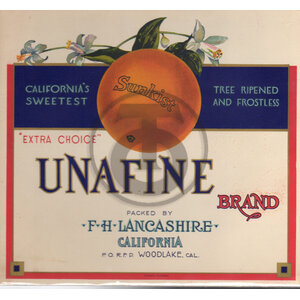 CALIFORNIA'S
SWEETEST
Sunkist
TREE RIPENED
AND FROSTLESS
"EXTRA CHOICE"
UNAFINE
BRAND
PACKED BY
F·H·LANCASHIRE
CALIFORNIA
WOODLAKE, CAL.